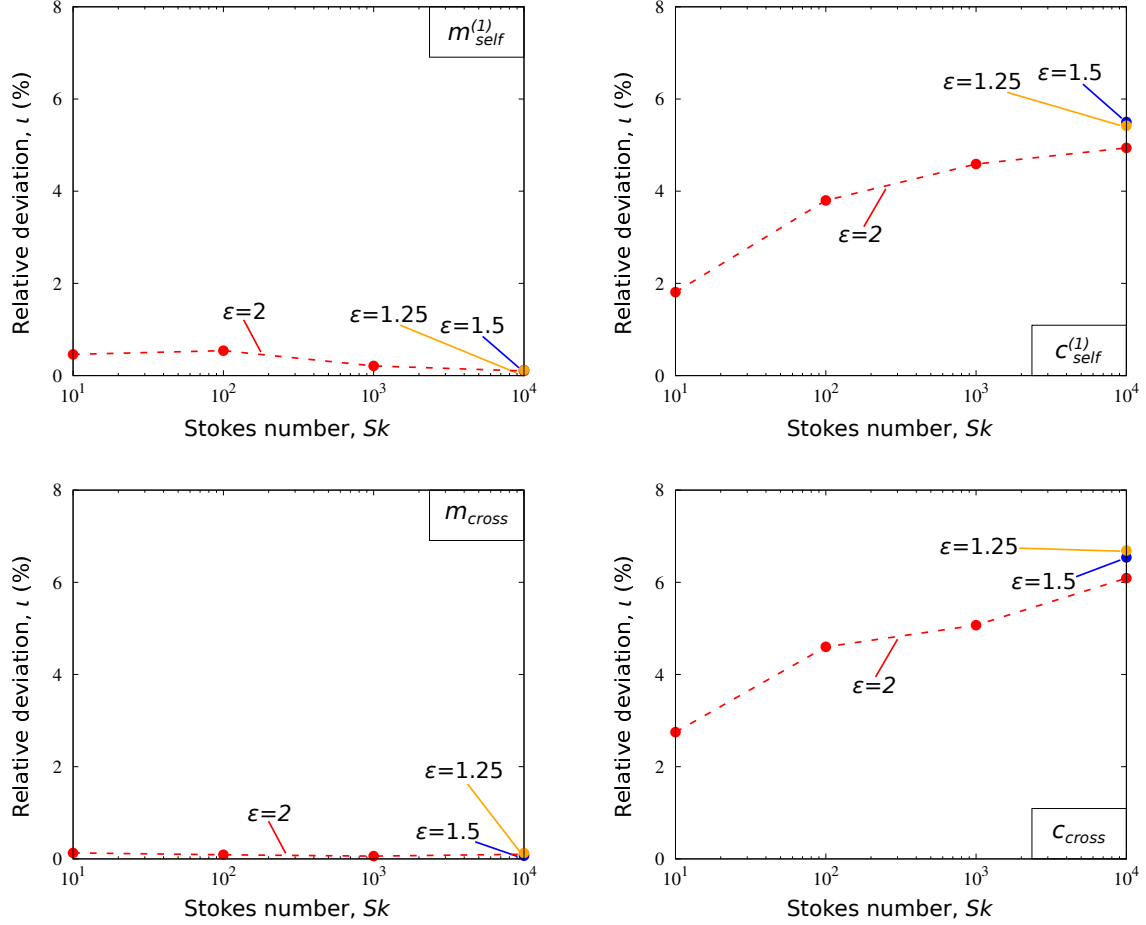 8
6
4
2
0
Relative deviation, ι (%)
m_self^(1)
ε=2
ε=1.25
ε=1.5
10^1
10^2
10^3
10^4
Stokes number, Sk
8
6
4
2
0
Relative deviation, ι (%)
ε=1.5
ε=1.25
ε=2
c_self^(1)
10^1
10^2
10^3
10^4
Stokes number, Sk
8
6
4
2
0
Relative deviation, ι (%)
m_cross
ε=1.25
ε=2
ε=1.5
10^1
10^2
10^3
10^4
Stokes number, Sk
8
6
4
2
0
Relative deviation, ι (%)
ε=1.25
ε=1.5
ε=2
c_cross
10^1
10^2
10^3
10^4
Stokes number, Sk